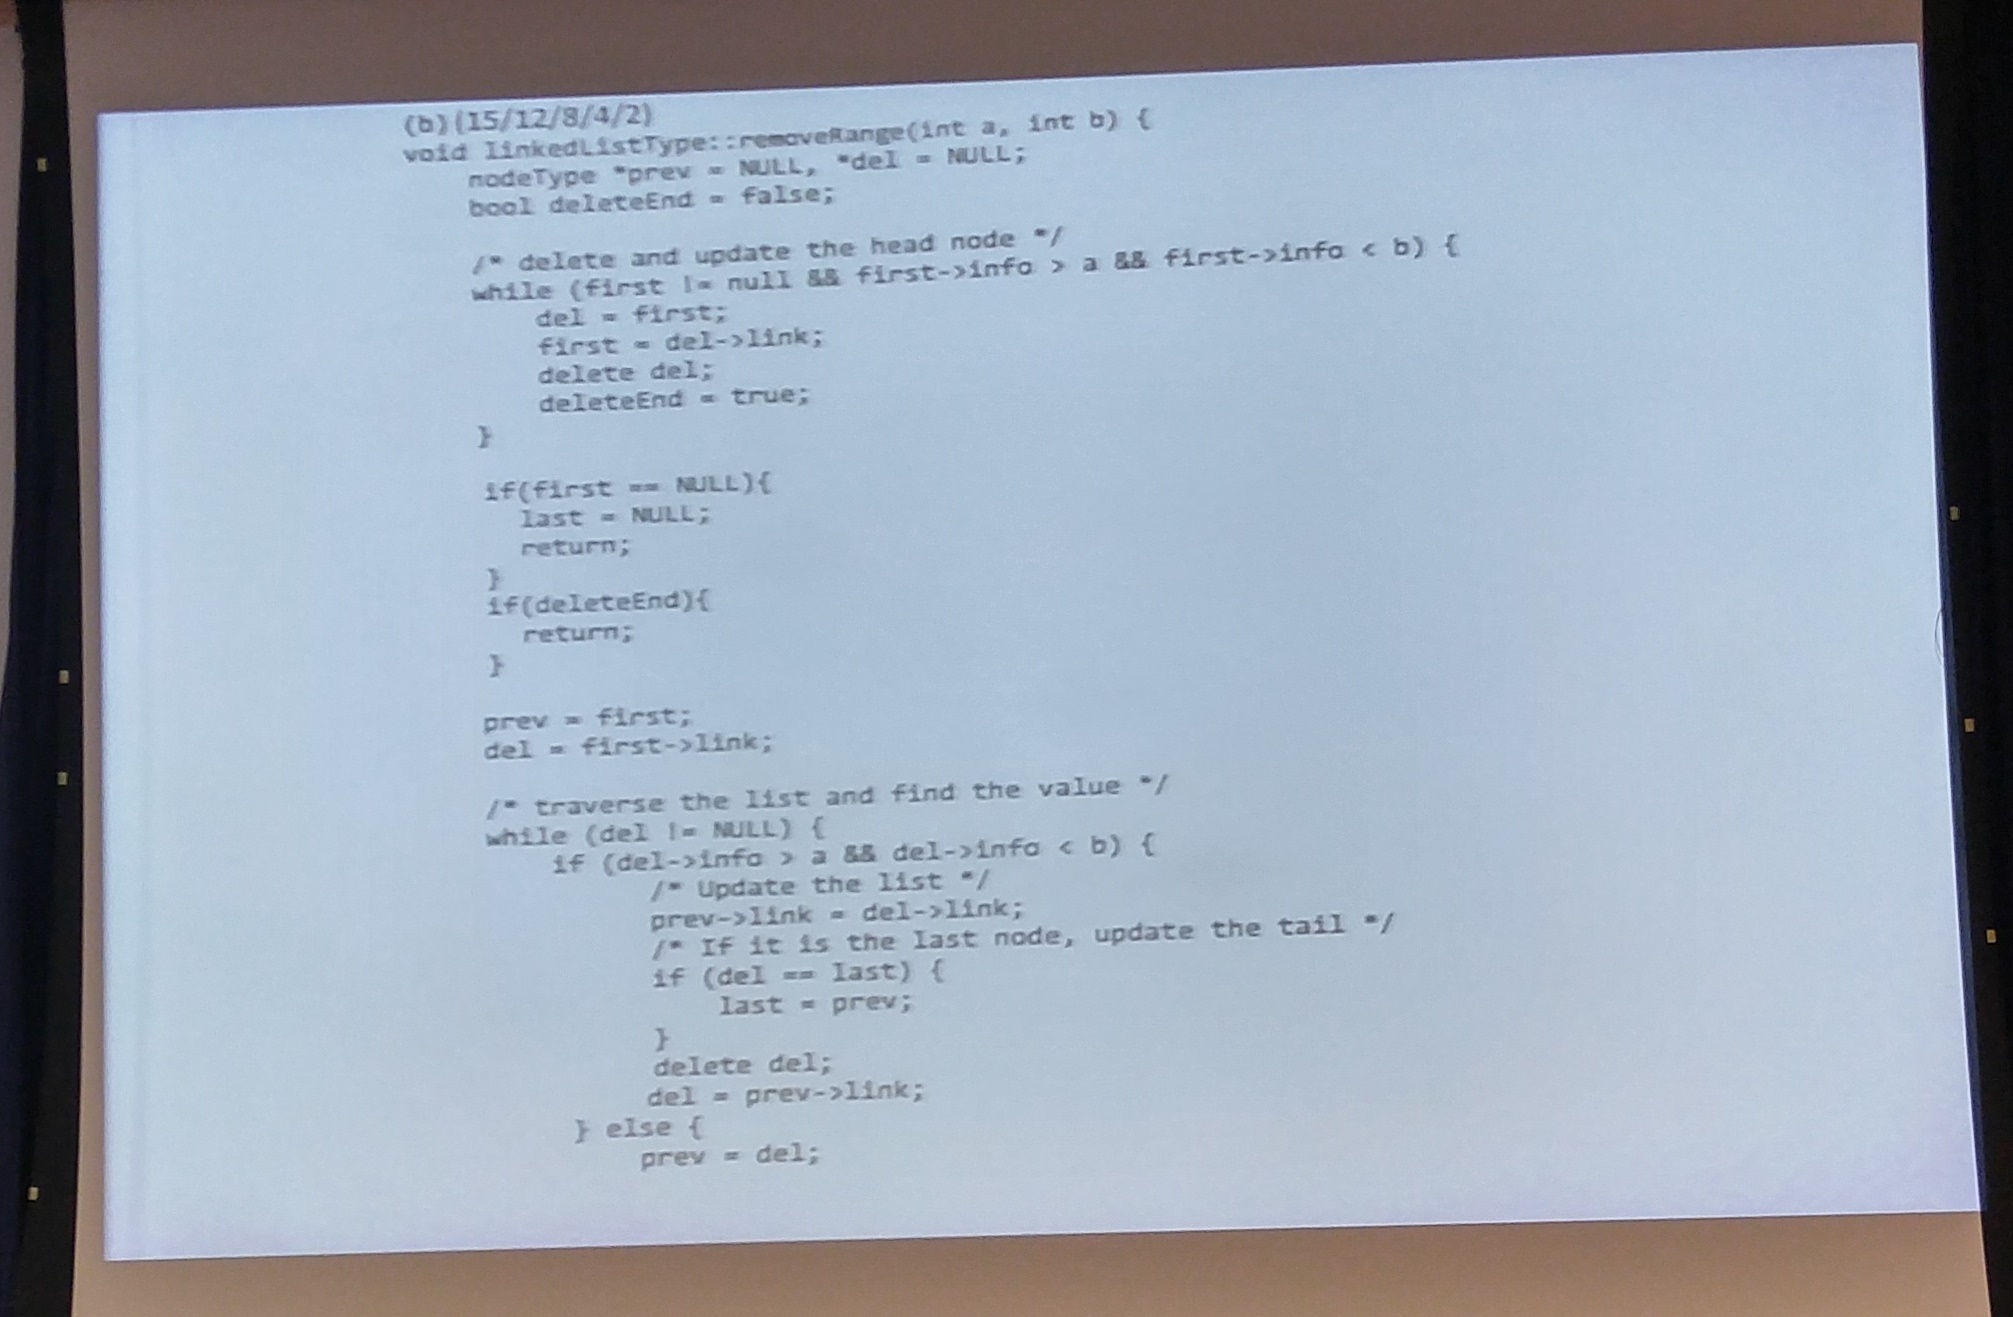 (b)(15/12/8/4/2)
void linkedListType::removeRange(int a, int b) {
nodeType *prev = NULL, *del = NULL;
bool deleteEnd = false;
/* delete and update the head node */
while (first != null && first->info > a && first->info < b) {
del = first;
first = del->link;
delete del;
deleteEnd = true;
}
if(first == NULL){
last = NULL;
return;
}
if(deleteEnd){
return;
}
prev = first;
del = first->link;
/* traverse the list and find the value */
while (del != NULL) {
if (del->info > a && del->info < b) {
/* Update the list */
prev->link = del->link;
/* If it is the last node, update the tail */
if (del == last) {
last = prev;
}
delete del;
del = prev->link;
} else {
prev = del;